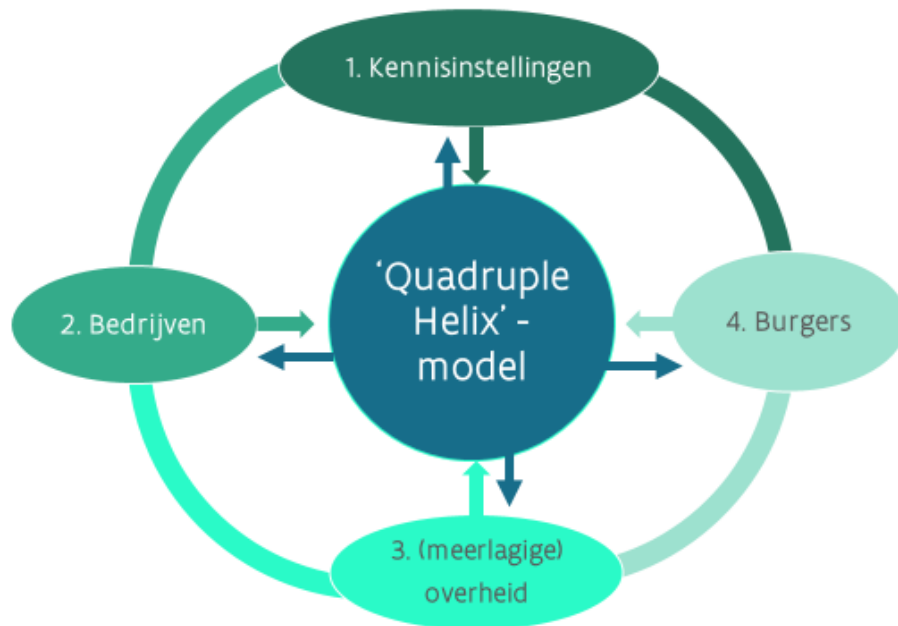 1. Kennisinstellingen
‘Quadruple
Helix’ -
model
2. Bedrijven
4. Burgers
3. (meerlagige)
overheid